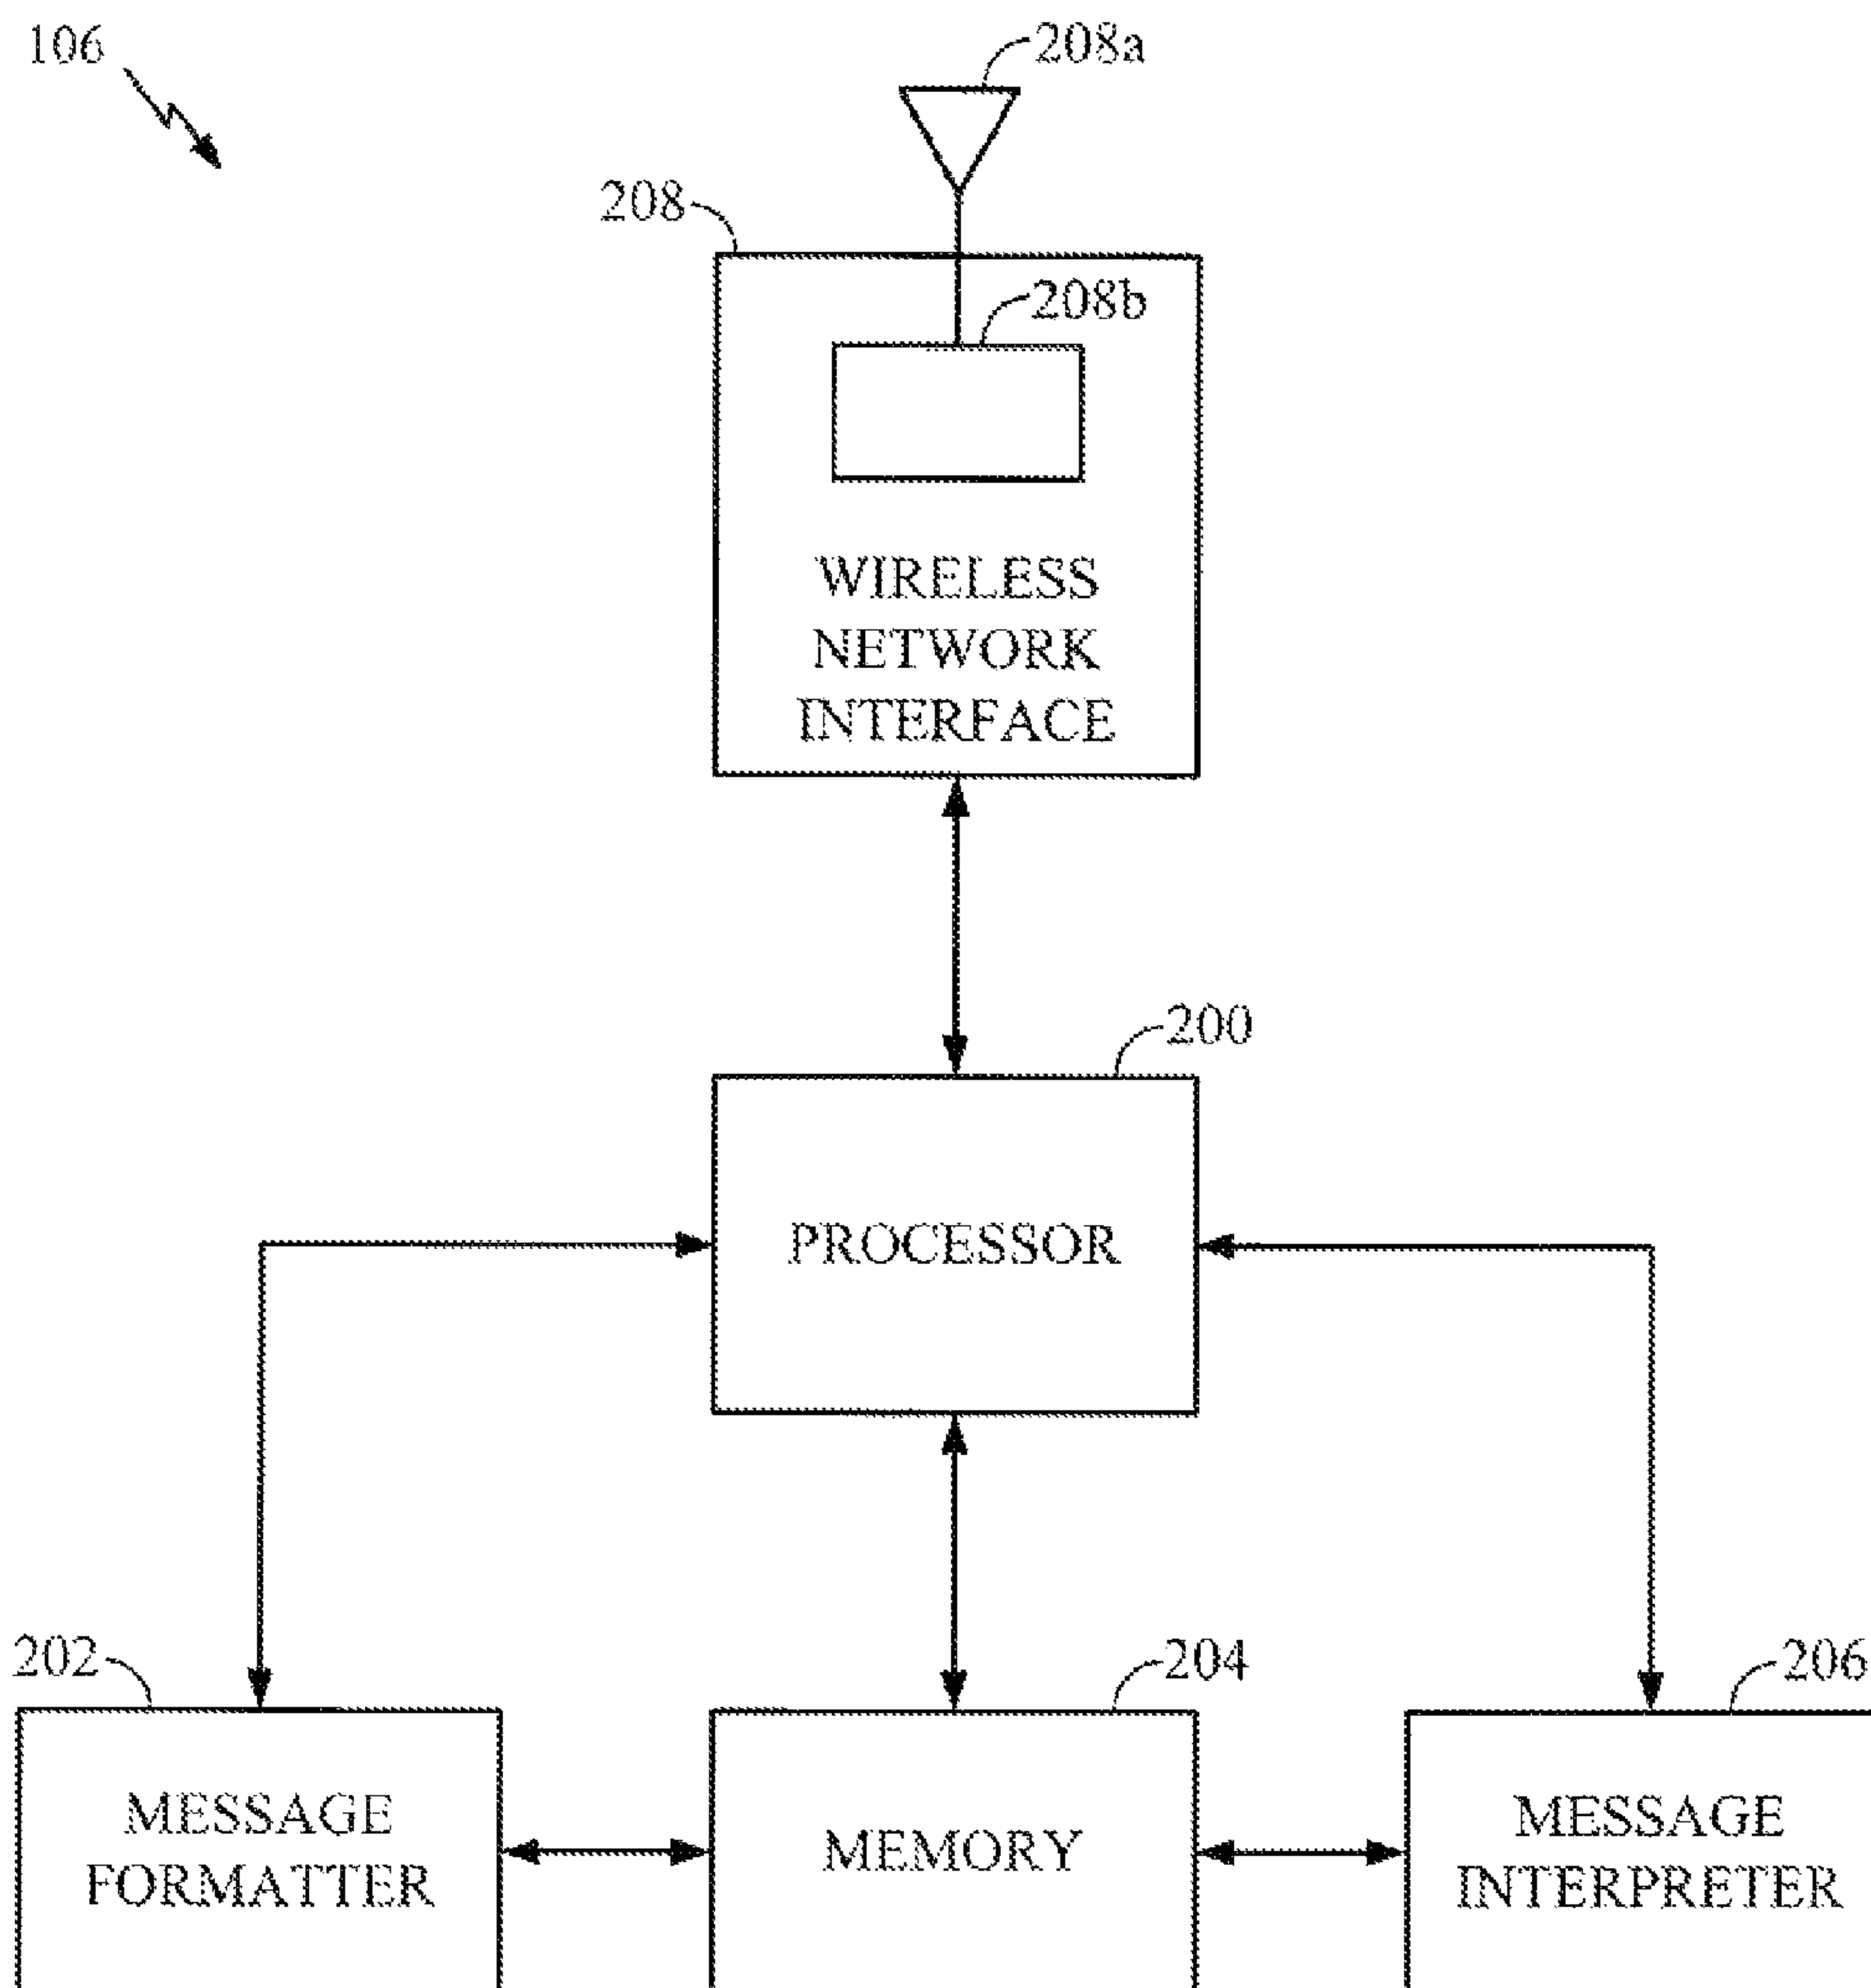 106
208a
208
208b
WIRELESS
NETWORK
INTERFACE
200
PROCESSOR
202
204
206
MESSAGE
FORMATTER
MEMORY
MESSAGE
INTERPRETER